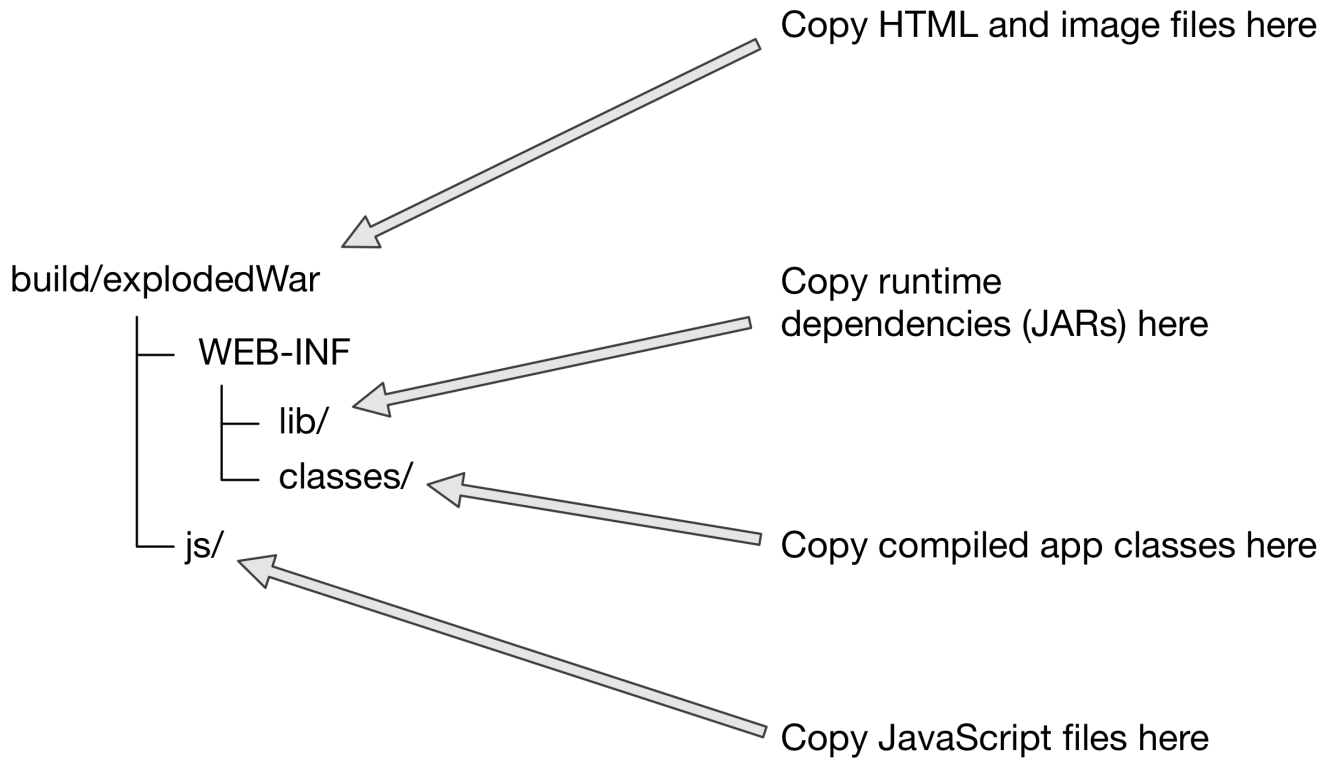 Copy HTML and image files here
build/explodedWar
Copy runtime
dependencies (JARs) here
WEB-INF
lib/
classes/
js/
Copy compiled app classes here
Copy JavaScript files here